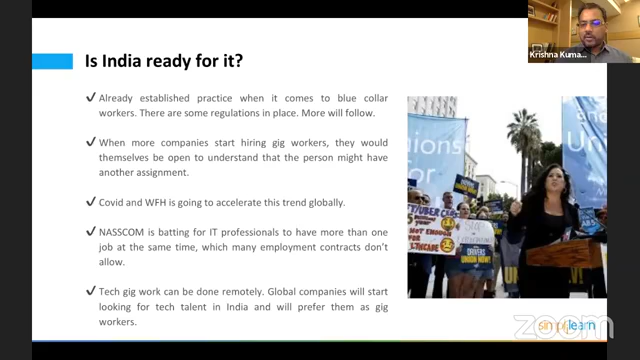 Is India ready for it?
Krishna Kuma...
✓ Already established practice when it comes to blue collar
workers. There are some regulations in place. More will follow.
✓ When more companies start hiring gig workers, they would
themselves be open to understand that the person might have
another assignment.
✓ Covid and WFH is going to accelerate this trend globally.
✓ NASSCOM is batting for IT professionals to have more than one
job at the same time, which many employment contracts don't
allow.
✓ Tech gig work can be done remotely. Global companies will start
looking for tech talent in India and will prefer them as gig
workers.
DRIVERS
UNION NOW!
simplilearn
zoom